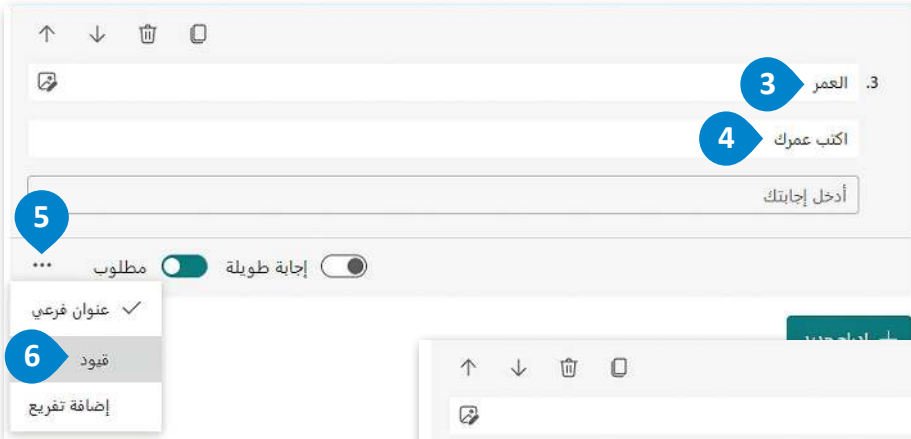 3. العمر
3
اكتب عمرك
4
أدخل إجابتك
5
إجابة طويلة
مطلوب
...
عنوان فرعي
قيود
6
إضافة تفريع